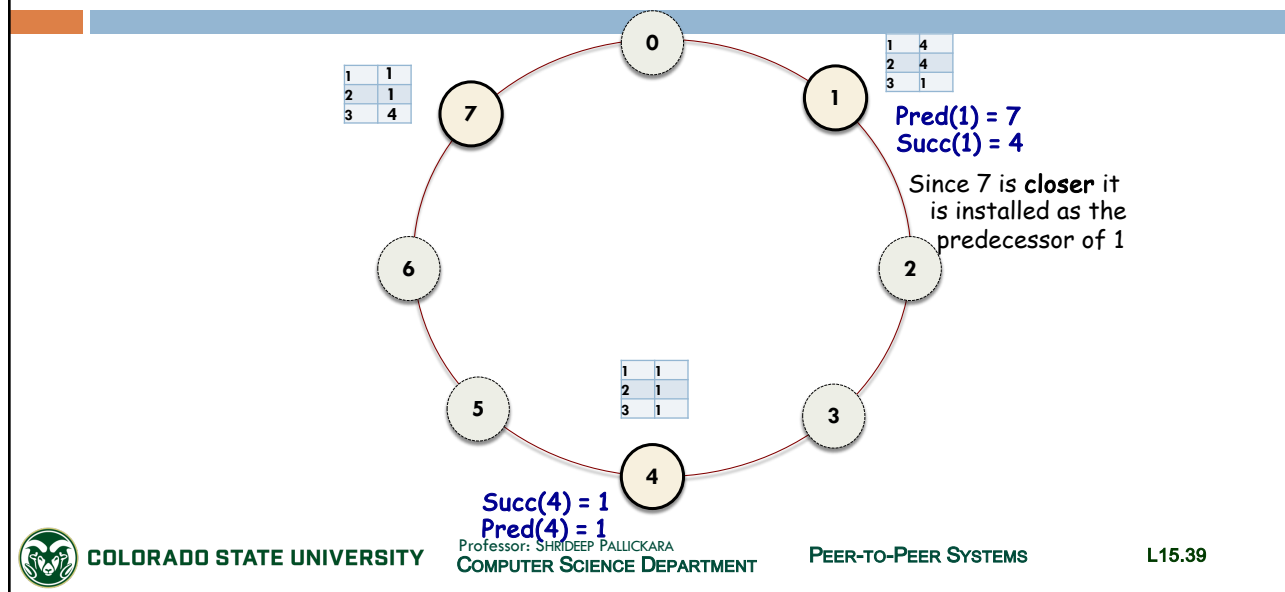 0
1 4
2 4
3 1
1 1
2 1
3 4
7
1
Pred(1) = 7
Succ(1) = 4
Since 7 is closer it
is installed as the
predecessor of 1
6
2
1 1
2 1
3 1
5
3
4
Succ(4) = 1
Pred(4) = 1
COLORADO STATE UNIVERSITY
Professor: SHRIDEEP PALLICKARA
COMPUTER SCIENCE DEPARTMENT
PEER-TO-PEER SYSTEMS
L15.39